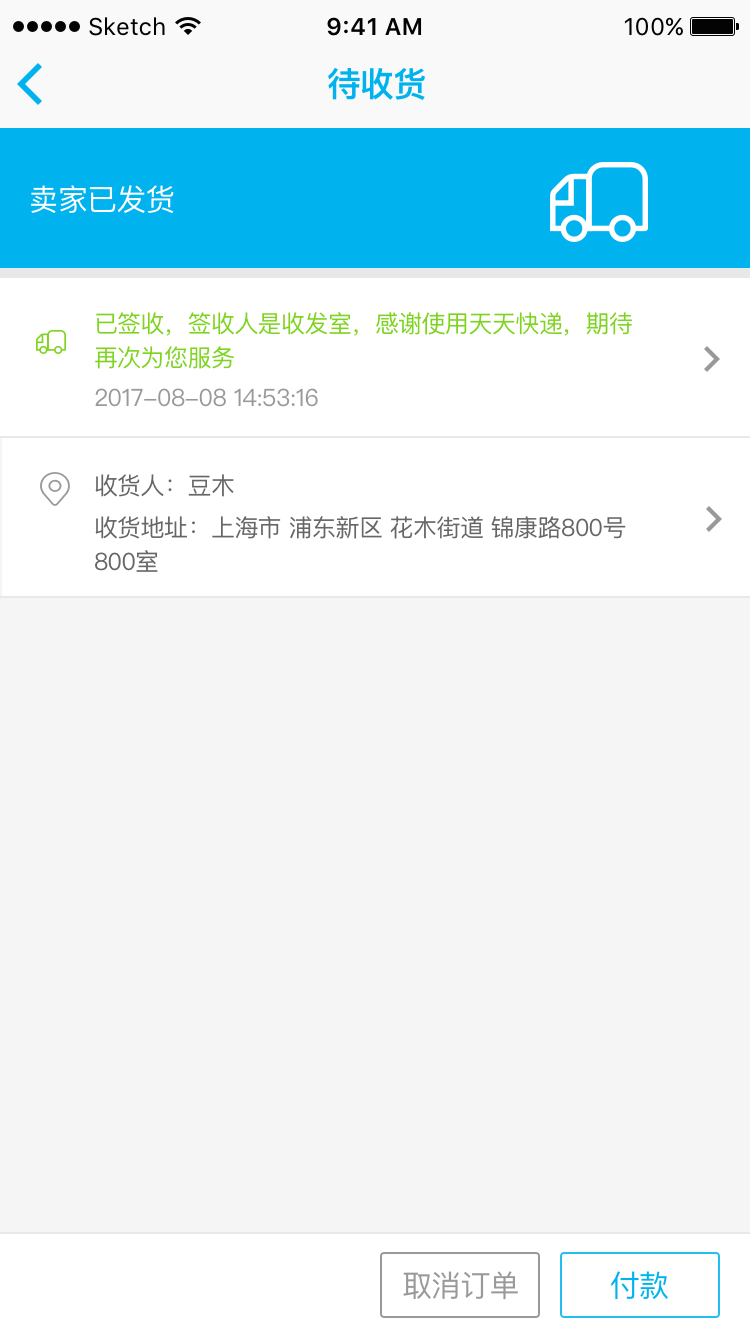 Sketch 9:41 AM 100%
待收货
卖家已发货
已签收，签收人是收发室，感谢使用天天快递，期待
再次为您服务
2017–08–08 14:53:16
收货人：豆木
收货地址：上海市 浦东新区 花木街道 锦康路800号
800室
取消订单 付款